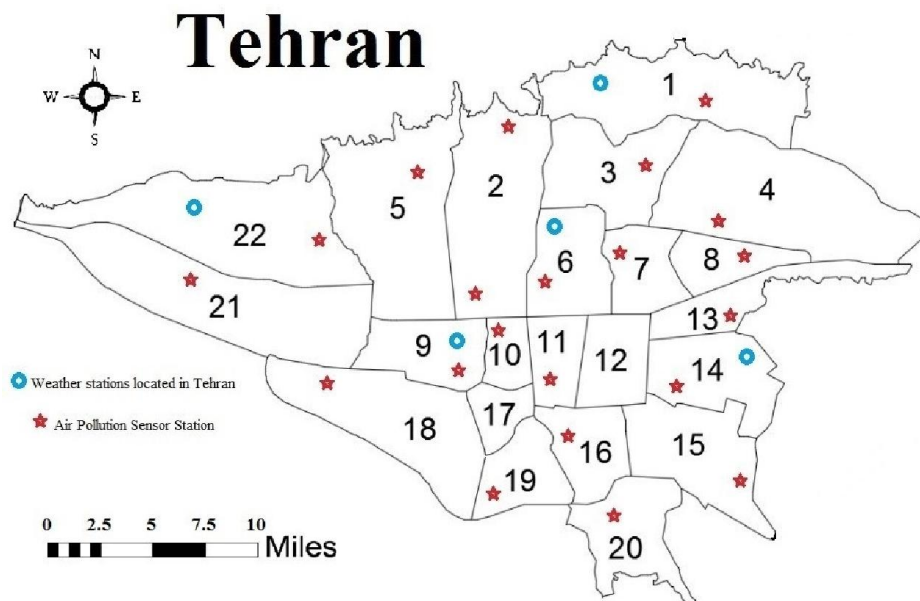 Tehran
N
W E
S
1
2
3
4
5
6
7
8
22
21
9
10
11
12
13
14
Weather stations located in Tehran
Air Pollution Sensor Station
18
17
16
15
19
20
0 2.5 5 7.5 10
Miles